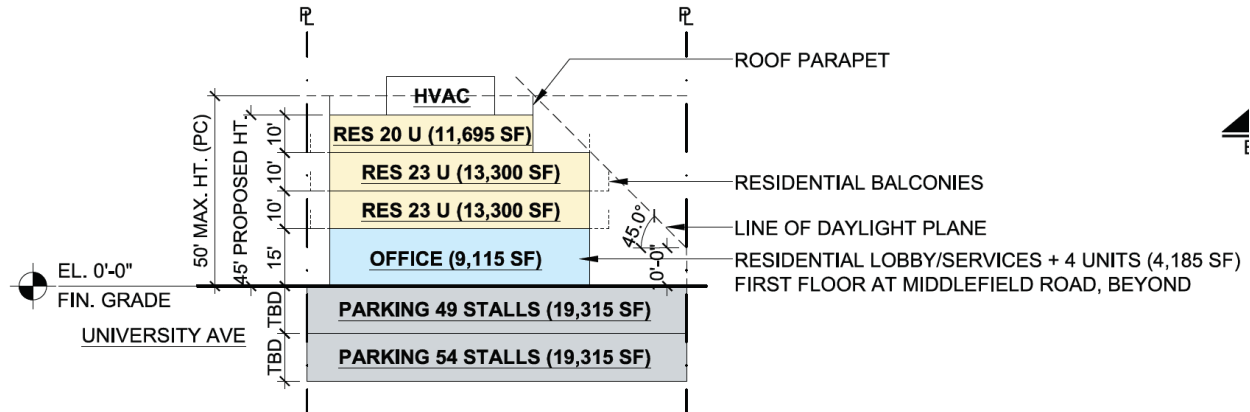 PL PL
HVAC
ROOF PARAPET
RES 20 U (11,695 SF)
RES 23 U (13,300 SF)
RES 23 U (13,300 SF)
OFFICE (9,115 SF)
50' MAX. HT. (PC)
45' PROPOSED HT.
10'
10'
10'
15'
RESIDENTIAL BALCONIES
LINE OF DAYLIGHT PLANE
45.0°
10'-0"
RESIDENTIAL LOBBY/SERVICES + 4 UNITS (4,185 SF)
FIRST FLOOR AT MIDDLEFIELD ROAD, BEYOND
EL. 0'-0"
FIN. GRADE
UNIVERSITY AVE
TBD
TBD
PARKING 49 STALLS (19,315 SF)
PARKING 54 STALLS (19,315 SF)
PL PL